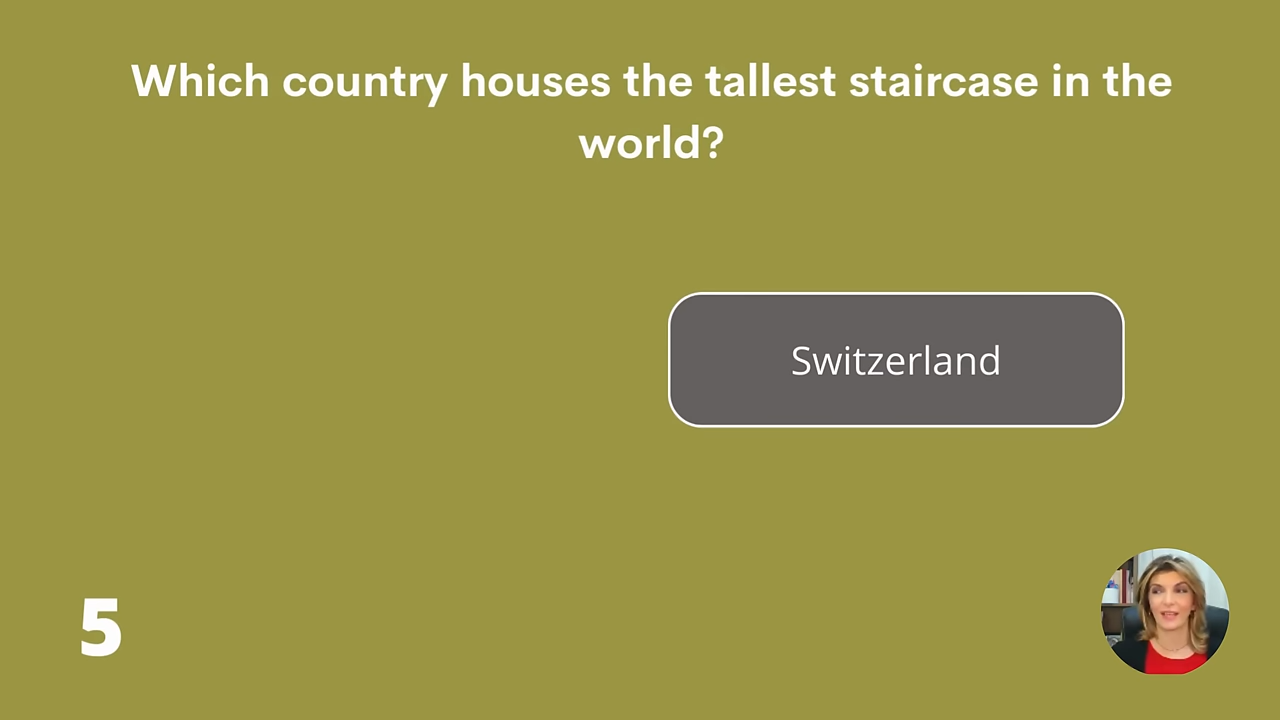 Which country houses the tallest staircase in the
world?
Switzerland
5